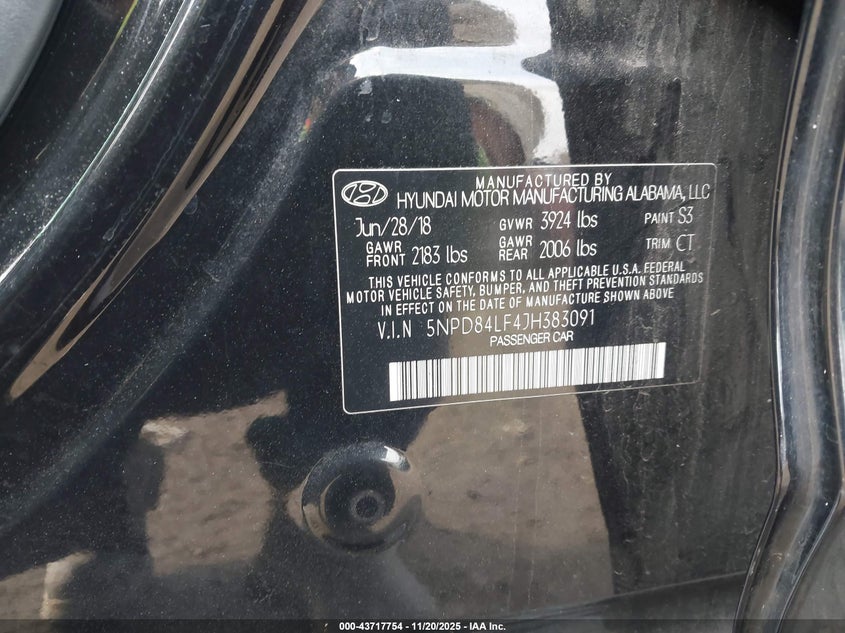 MANUFACTURED BY
HYUNDAI MOTOR MANUFACTURING ALABAMA, LLC
Jun/28/18 GVWR 3924 lbs PAINT S3
GAWR FRONT 2183 lbs GAWR REAR 2006 lbs TRIM CT
THIS VEHICLE CONFORMS TO ALL APPLICABLE U.S.A. FEDERAL
MOTOR VEHICLE SAFETY, BUMPER, AND THEFT PREVENTION STANDARDS
IN EFFECT ON THE DATE OF MANUFACTURE SHOWN ABOVE
V.I.N 5NPD84LF4JH383091
PASSENGER CAR
000-43717754 — 11/20/2025 — IAA Inc.